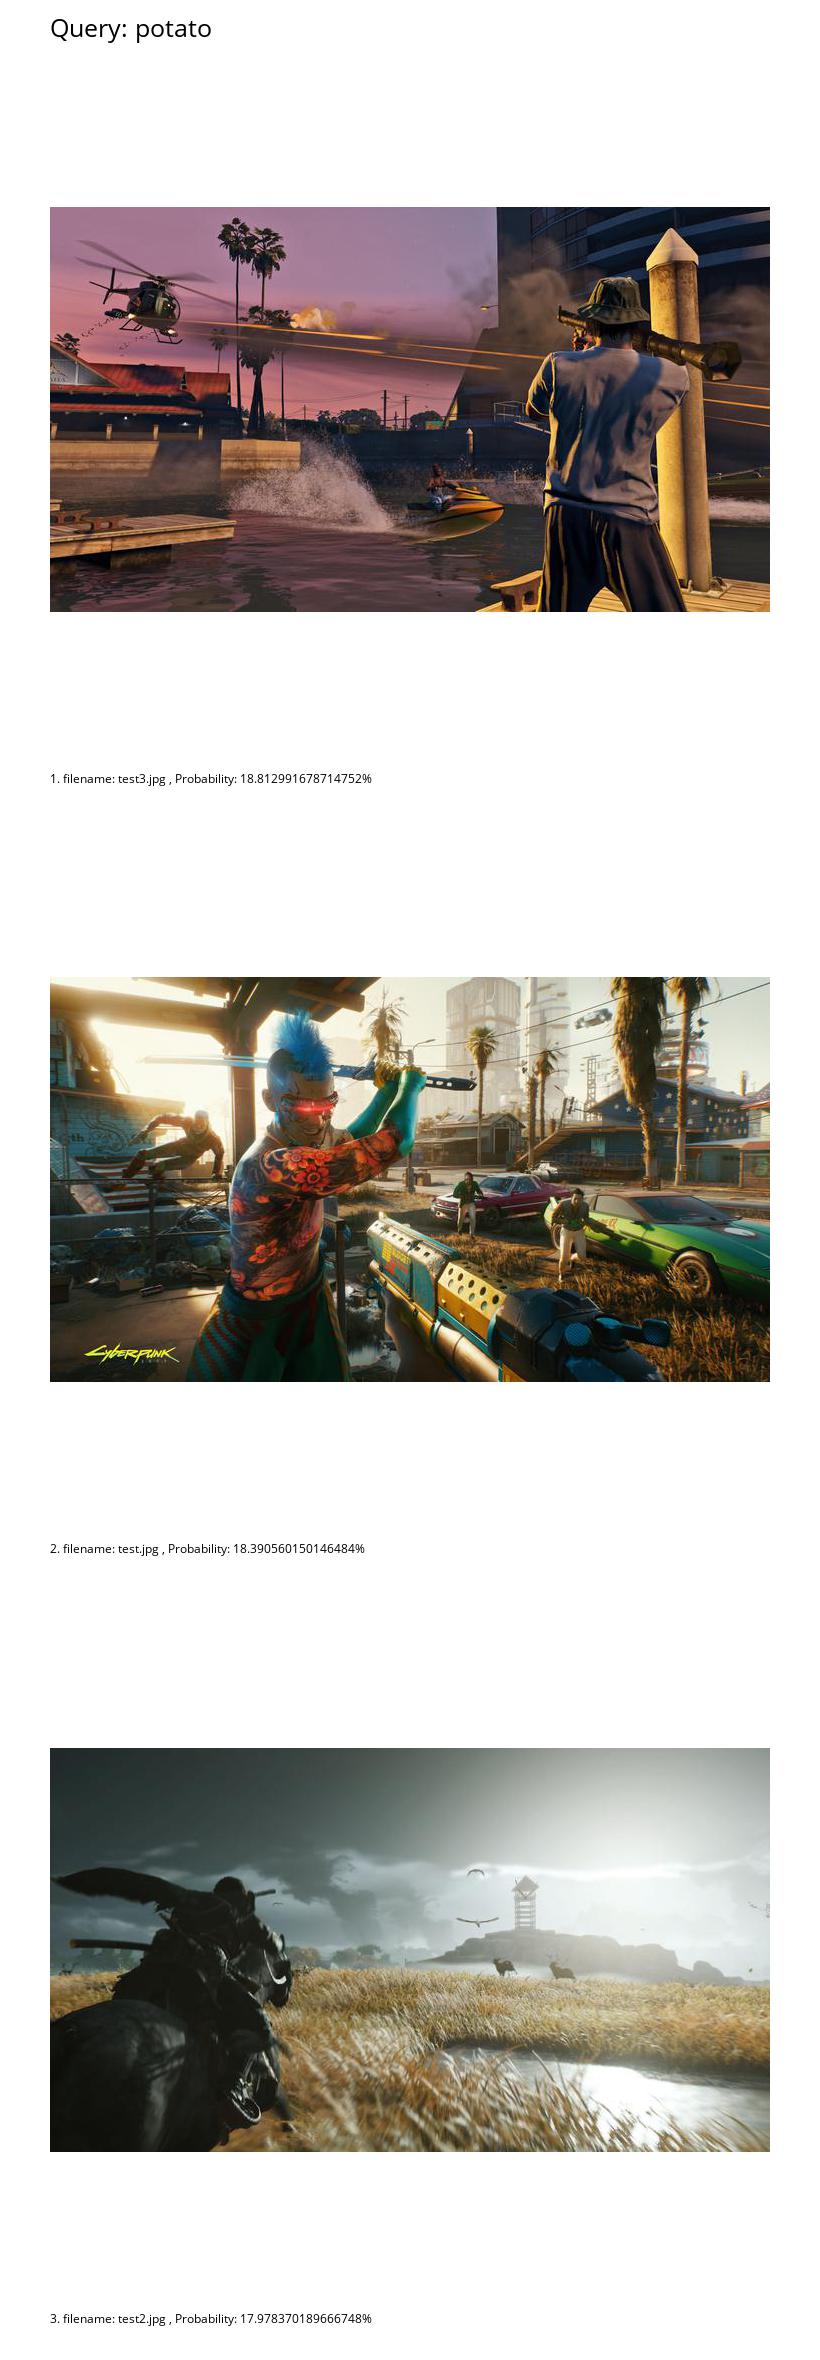 Query: potato
1. filename: test3.jpg , Probability: 18.812991678714752%
CYBERPUNK
2. filename: test.jpg , Probability: 18.390560150146484%
3. filename: test2.jpg , Probability: 17.978370189666748%